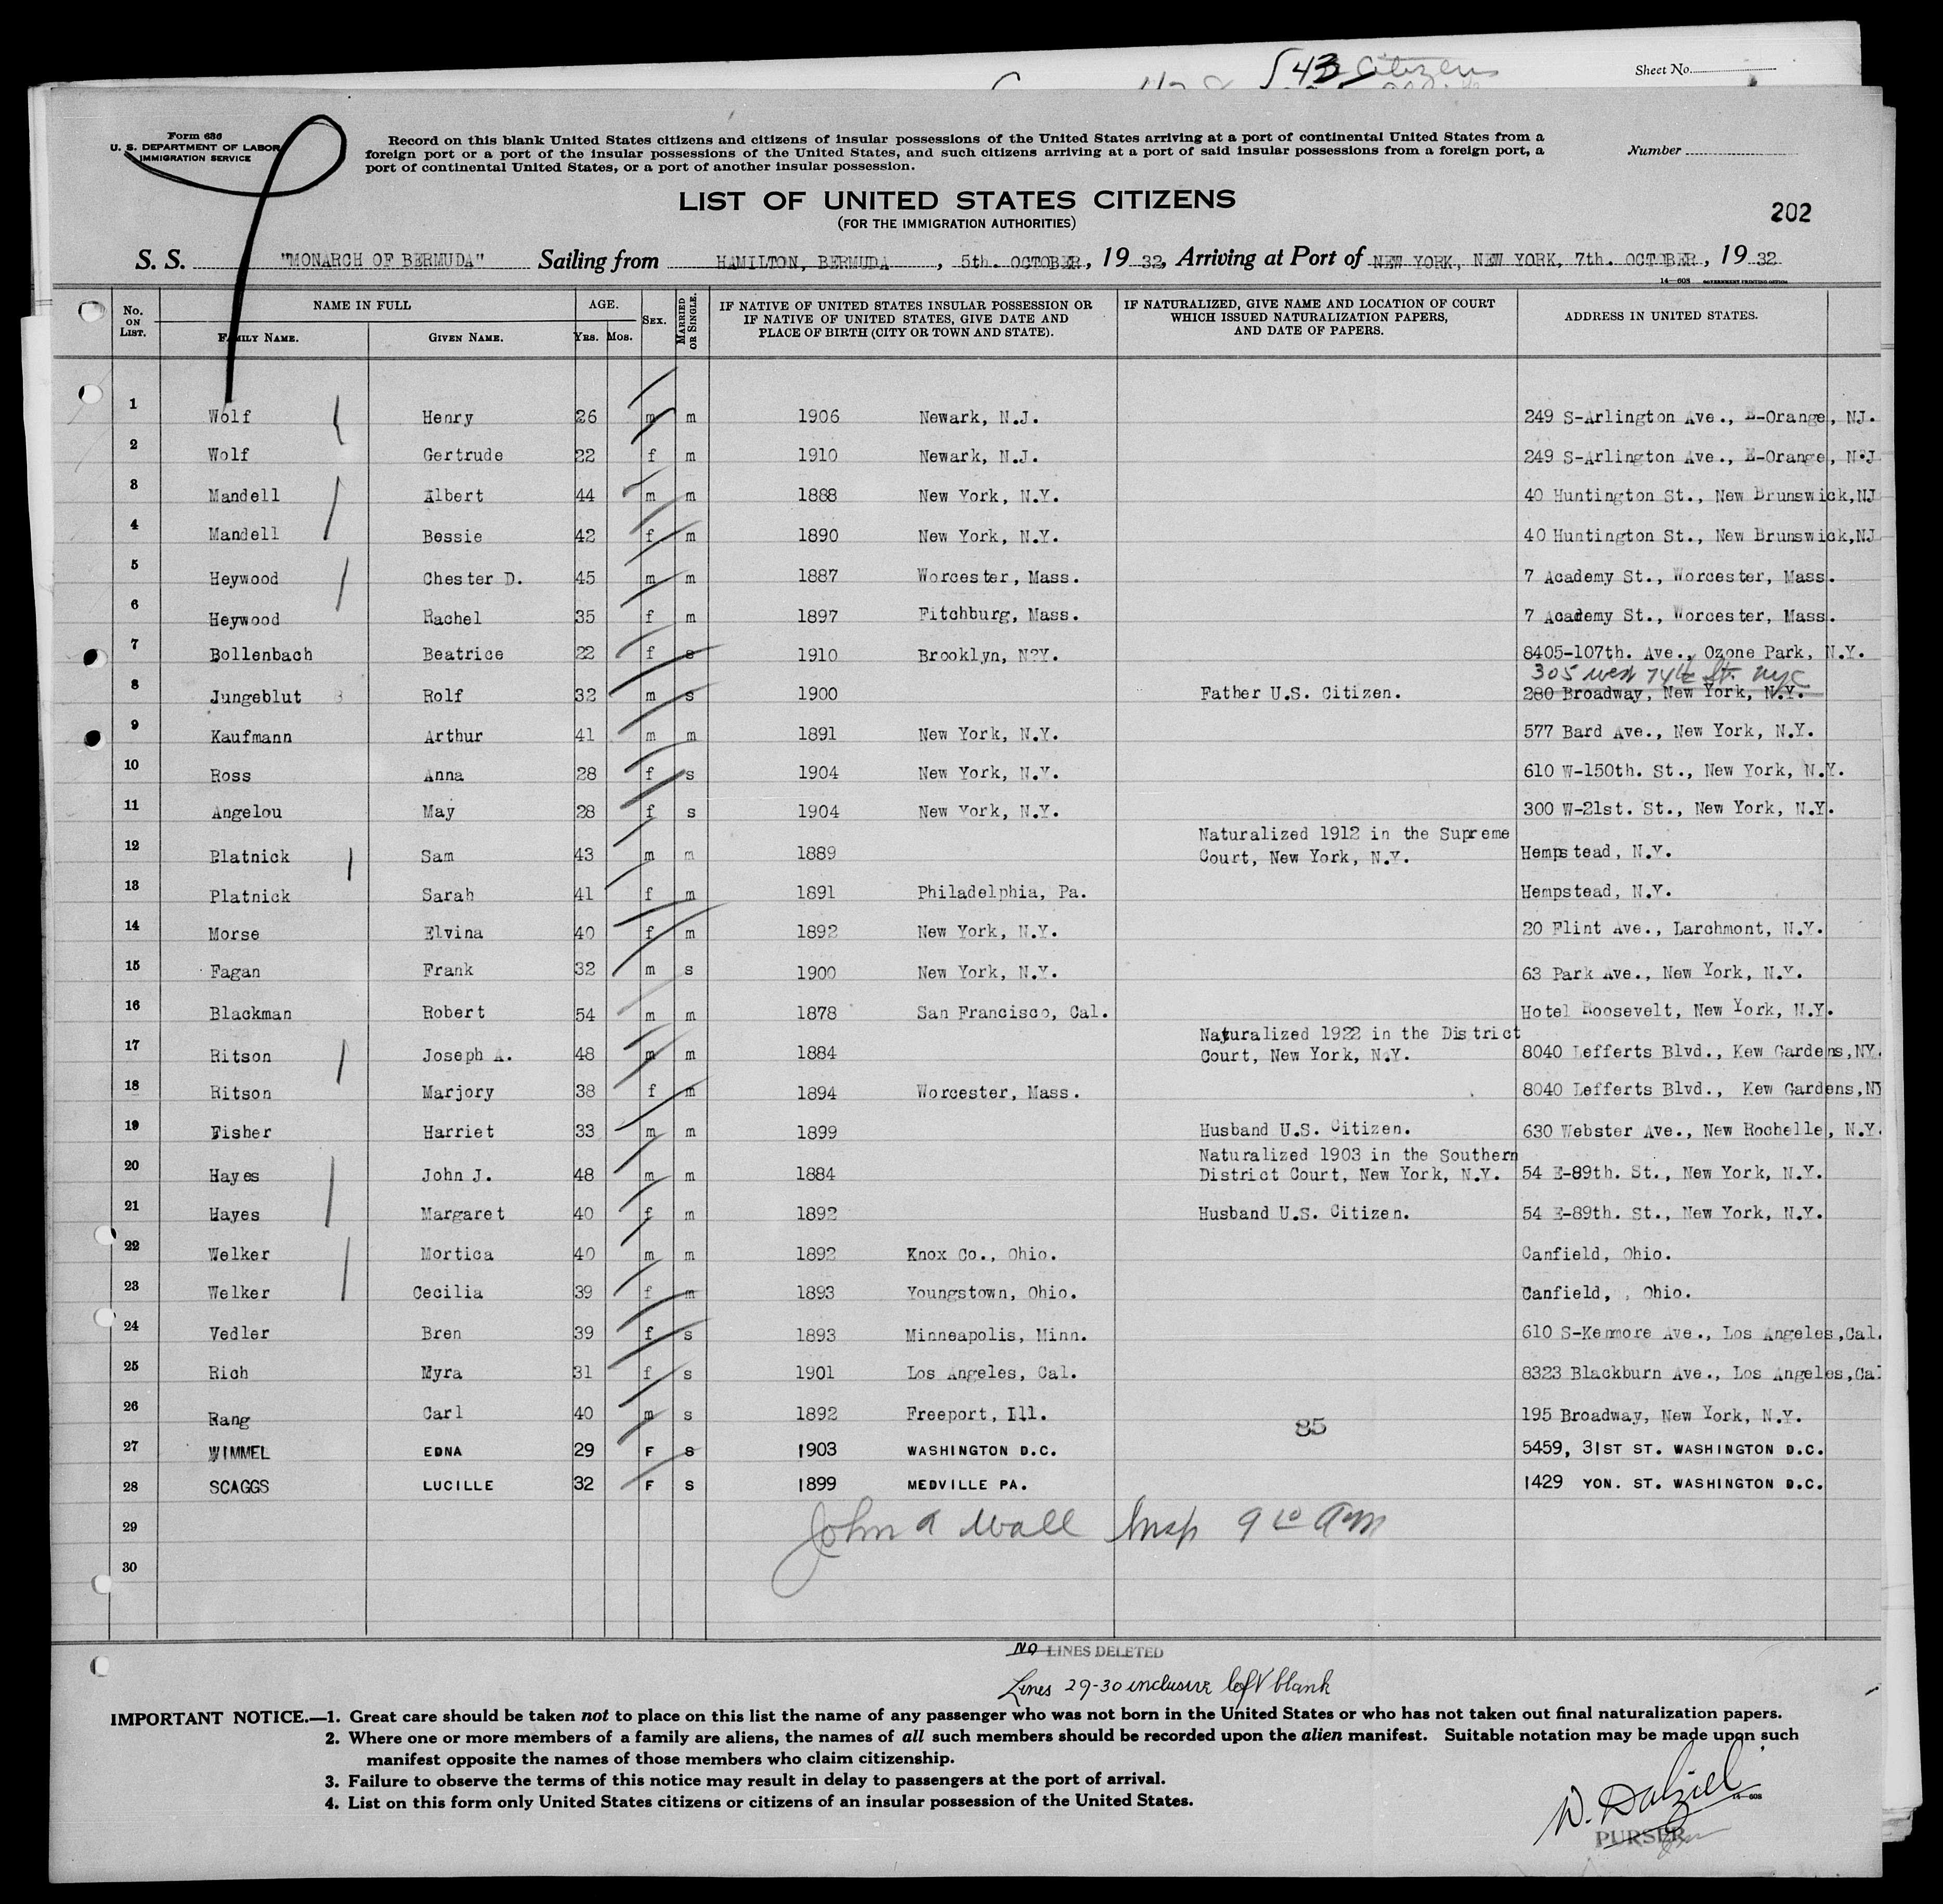 543 Citizens
Sheet No.
Form 686
U. S. DEPARTMENT OF LABOR
IMMIGRATION SERVICE
Record on this blank United States citizens and citizens of insular possessions of the United States arriving at a port of continental United States from a
foreign port or a port of the insular possessions of the United States, and such citizens arriving at a port of said insular possessions from a foreign port, a
port of continental United States, or a port of another insular possession.
Number
LIST OF UNITED STATES CITIZENS
(FOR THE IMMIGRATION AUTHORITIES)
202
S. S. "MONARCH OF BERMUDA" Sailing from HAMILTON, BERMUDA, 5th. OCTOBER, 19 32, Arriving at Port of NEW YORK, NEW YORK, 7th. OCTOBER, 19 32
14—608 GOVERNMENT PRINTING OFFICE
No. ON LIST. NAME IN FULL FAMILY NAME. GIVEN NAME. AGE. YRS. MOS. SEX. MARRIED OR SINGLE. IF NATIVE OF UNITED STATES INSULAR POSSESSION OR IF NATIVE OF UNITED STATES, GIVE DATE AND PLACE OF BIRTH (CITY OR TOWN AND STATE). IF NATURALIZED, GIVE NAME AND LOCATION OF COURT WHICH ISSUED NATURALIZATION PAPERS, AND DATE OF PAPERS. ADDRESS IN UNITED STATES.
1 Wolf Henry 26 m m 1906 Newark, N.J. 249 S-Arlington Ave., E-Orange, NJ.
2 Wolf Gertrude 22 f m 1910 Newark, N.J. 249 S-Arlington Ave., E-Orange, N.J
3 Mandell Albert 44 m m 1888 New York, N.Y. 40 Huntington St., New Brunswick,NJ
4 Mandell Bessie 42 f m 1890 New York, N.Y. 40 Huntington St., New Brunswick,NJ
5 Heywood Chester D. 45 m m 1887 Worcester, Mass. 7 Academy St., Worcester, Mass.
6 Heywood Rachel 35 f m 1897 Fitchburg, Mass. 7 Academy St., Worcester, Mass.
7 Bollenbach Beatrice 22 f s 1910 Brooklyn, N?Y. 8405-107th. Ave., Ozone Park, N.Y.
305 West 74th St. NYC
8 Jungeblut Rolf 32 m s 1900 Father U.S. Citizen. 280 Broadway, New York, N.Y.
9 Kaufmann Arthur 41 m m 1891 New York, N.Y. 577 Bard Ave., New York, N.Y.
10 Ross Anna 28 f s 1904 New York, N.Y. 610 W-150th. St., New York, N.Y.
11 Angelou May 28 f s 1904 New York, N.Y. 300 W-21st. St., New York, N.Y.
Naturalized 1912 in the Supreme
12 Platnick Sam 43 m m 1889 Court, New York, N.Y. Hempstead, N.Y.
13 Platnick Sarah 41 f m 1891 Philadelphia, Pa. Hempstead, N.Y.
14 Morse Elvina 40 f m 1892 New York, N.Y. 20 Flint Ave., Larchmont, N.Y.
15 Fagan Frank 32 m s 1900 New York, N.Y. 63 Park Ave., New York, N.Y.
16 Blackman Robert 54 m m 1878 San Francisco, Cal. Hotel Roosevelt, New York, N.Y.
Naturalized 1922 in the District
17 Ritson Joseph A. 48 m m 1884 Court, New York, N.Y. 8040 Lefferts Blvd., Kew Gardens,NY.
18 Ritson Marjory 38 f m 1894 Worcester, Mass. 8040 Lefferts Blvd., Kew Gardens,NY
19 Fisher Harriet 33 m m 1899 Husband U.S. Citizen. 630 Webster Ave., New Rochelle, N.Y.
Naturalized 1903 in the Southern
20 Hayes John J. 48 m m 1884 District Court, New York, N.Y. 54 E-89th. St., New York, N.Y.
21 Hayes Margaret 40 f m 1892 Husband U.S. Citizen. 54 E-89th. St., New York, N.Y.
22 Welker Mortica 40 m m 1892 Knox Co., Ohio. Canfield, Ohio.
23 Welker Cecilia 39 f m 1893 Youngstown, Ohio. Canfield, , Ohio.
24 Vedler Bren 39 f s 1893 Minneapolis, Minn. 610 S-Kenmore Ave., Los Angeles,Cal.
25 Rich Myra 31 f s 1901 Los Angeles, Cal. 8323 Blackburn Ave., Los Angeles,Cal
26 Rang Carl 40 m s 1892 Freeport, Ill. 195 Broadway, New York, N.Y.
85
27 WIMMEL EDNA 29 F S 1903 WASHINGTON D.C. 5459, 31ST ST. WASHINGTON D.C.
28 SCAGGS LUCILLE 32 F S 1899 MEDVILLE PA. 1429 YON. ST. WASHINGTON D.C.
29 John A Wall Insp 9 10 Am
30
NO LINES DELETED
Lines 29-30 inclusive left blank
IMPORTANT NOTICE.—1. Great care should be taken not to place on this list the name of any passenger who was not born in the United States or who has not taken out final naturalization papers.
2. Where one or more members of a family are aliens, the names of all such members should be recorded upon the alien manifest. Suitable notation may be made upon such
manifest opposite the names of those members who claim citizenship.
3. Failure to observe the terms of this notice may result in delay to passengers at the port of arrival.
4. List on this form only United States citizens or citizens of an insular possession of the United States.
14—608
W. Dalziel
PURSER